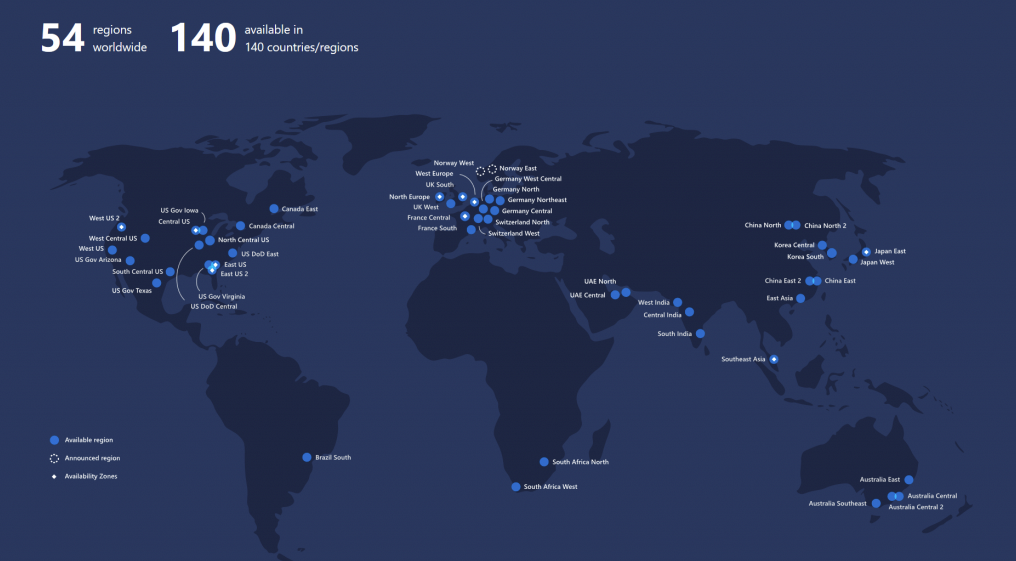 54 regions worldwide
140 available in 140 countries/regions
Norway West
Norway East
West Europe
Germany West Central
UK South
Germany North
North Europe
Germany Northeast
UK West
Germany Central
France Central
Switzerland North
France South
Switzerland West
US Gov Iowa
Canada East
West US 2
Central US
Canada Central
West Central US
North Central US
West US
US DoD East
US Gov Arizona
East US
South Central US
East US 2
US Gov Texas
US Gov Virginia
US DoD Central
China North
China North 2
Korea Central
Japan East
Korea South
Japan West
UAE North
China East 2
China East
UAE Central
East Asia
West India
Central India
South India
Southeast Asia
Available region
Announced region
Availability Zones
Brazil South
South Africa North
South Africa West
Australia East
Australia Central
Australia Southeast
Australia Central 2